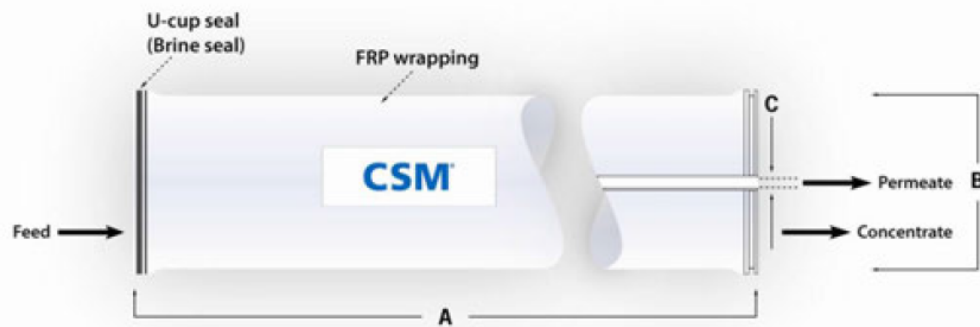 U-cup seal
(Brine seal)
FRP wrapping
C
CSM®
Permeate
B
Feed
Concentrate
A